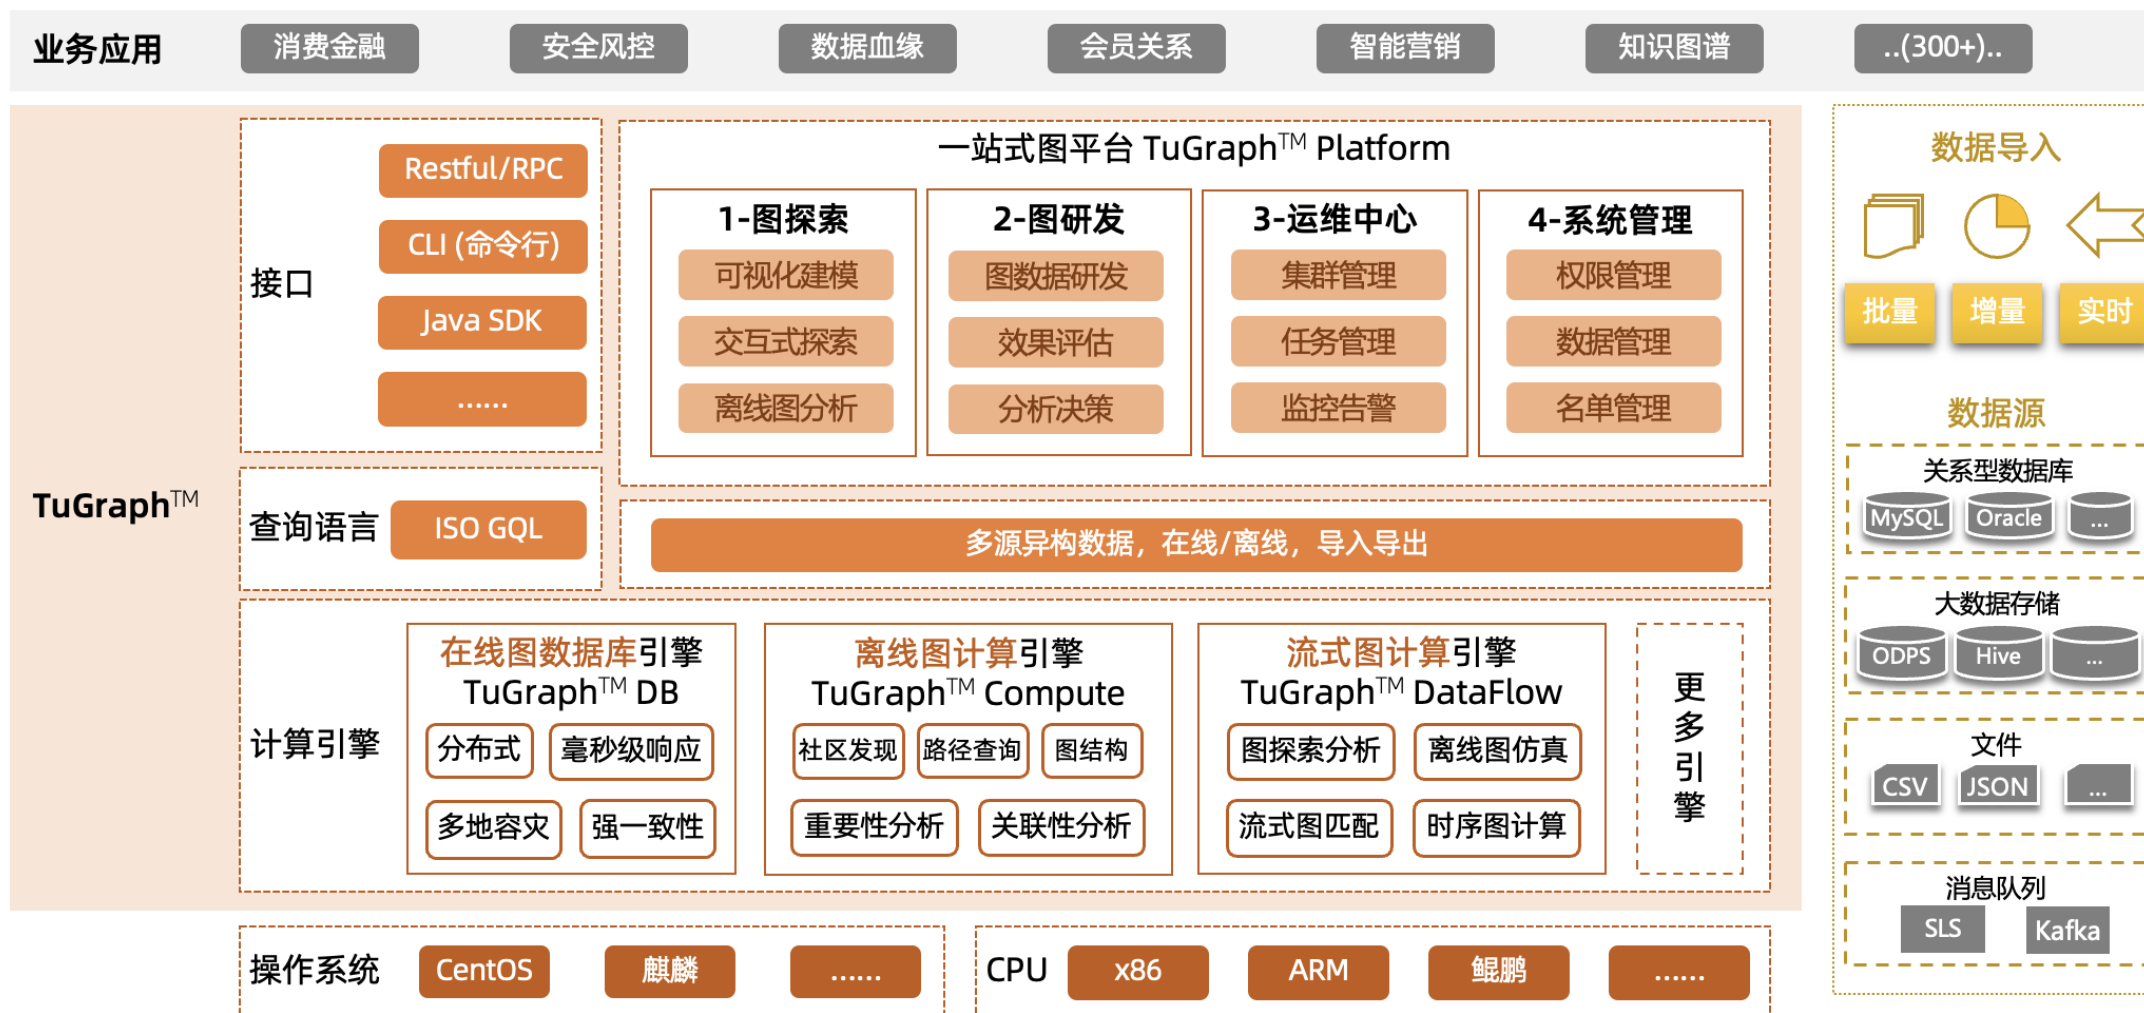 业务应用
消费金融
安全风控
数据血缘
会员关系
智能营销
知识图谱
..(300+)..
TuGraph™
接口
Restful/RPC
CLI (命令行)
Java SDK
......
一站式图平台 TuGraph™ Platform
1-图探索
可视化建模
交互式探索
离线图分析
2-图研发
图数据研发
效果评估
分析决策
3-运维中心
集群管理
任务管理
监控告警
4-系统管理
权限管理
数据管理
名单管理
查询语言
ISO GQL
多源异构数据，在线/离线，导入导出
计算引擎
在线图数据库引擎
TuGraph™ DB
分布式
毫秒级响应
多地容灾
强一致性
离线图计算引擎
TuGraph™ Compute
社区发现
路径查询
图结构
重要性分析
关联性分析
流式图计算引擎
TuGraph™ DataFlow
图探索分析
离线图仿真
流式图匹配
时序图计算
更多引擎
操作系统
CentOS
麒麟
......
CPU
x86
ARM
鲲鹏
......
数据导入
批量
增量
实时
数据源
关系型数据库
MySQL
Oracle
...
大数据存储
ODPS
Hive
...
文件
CSV
JSON
...
消息队列
SLS
Kafka